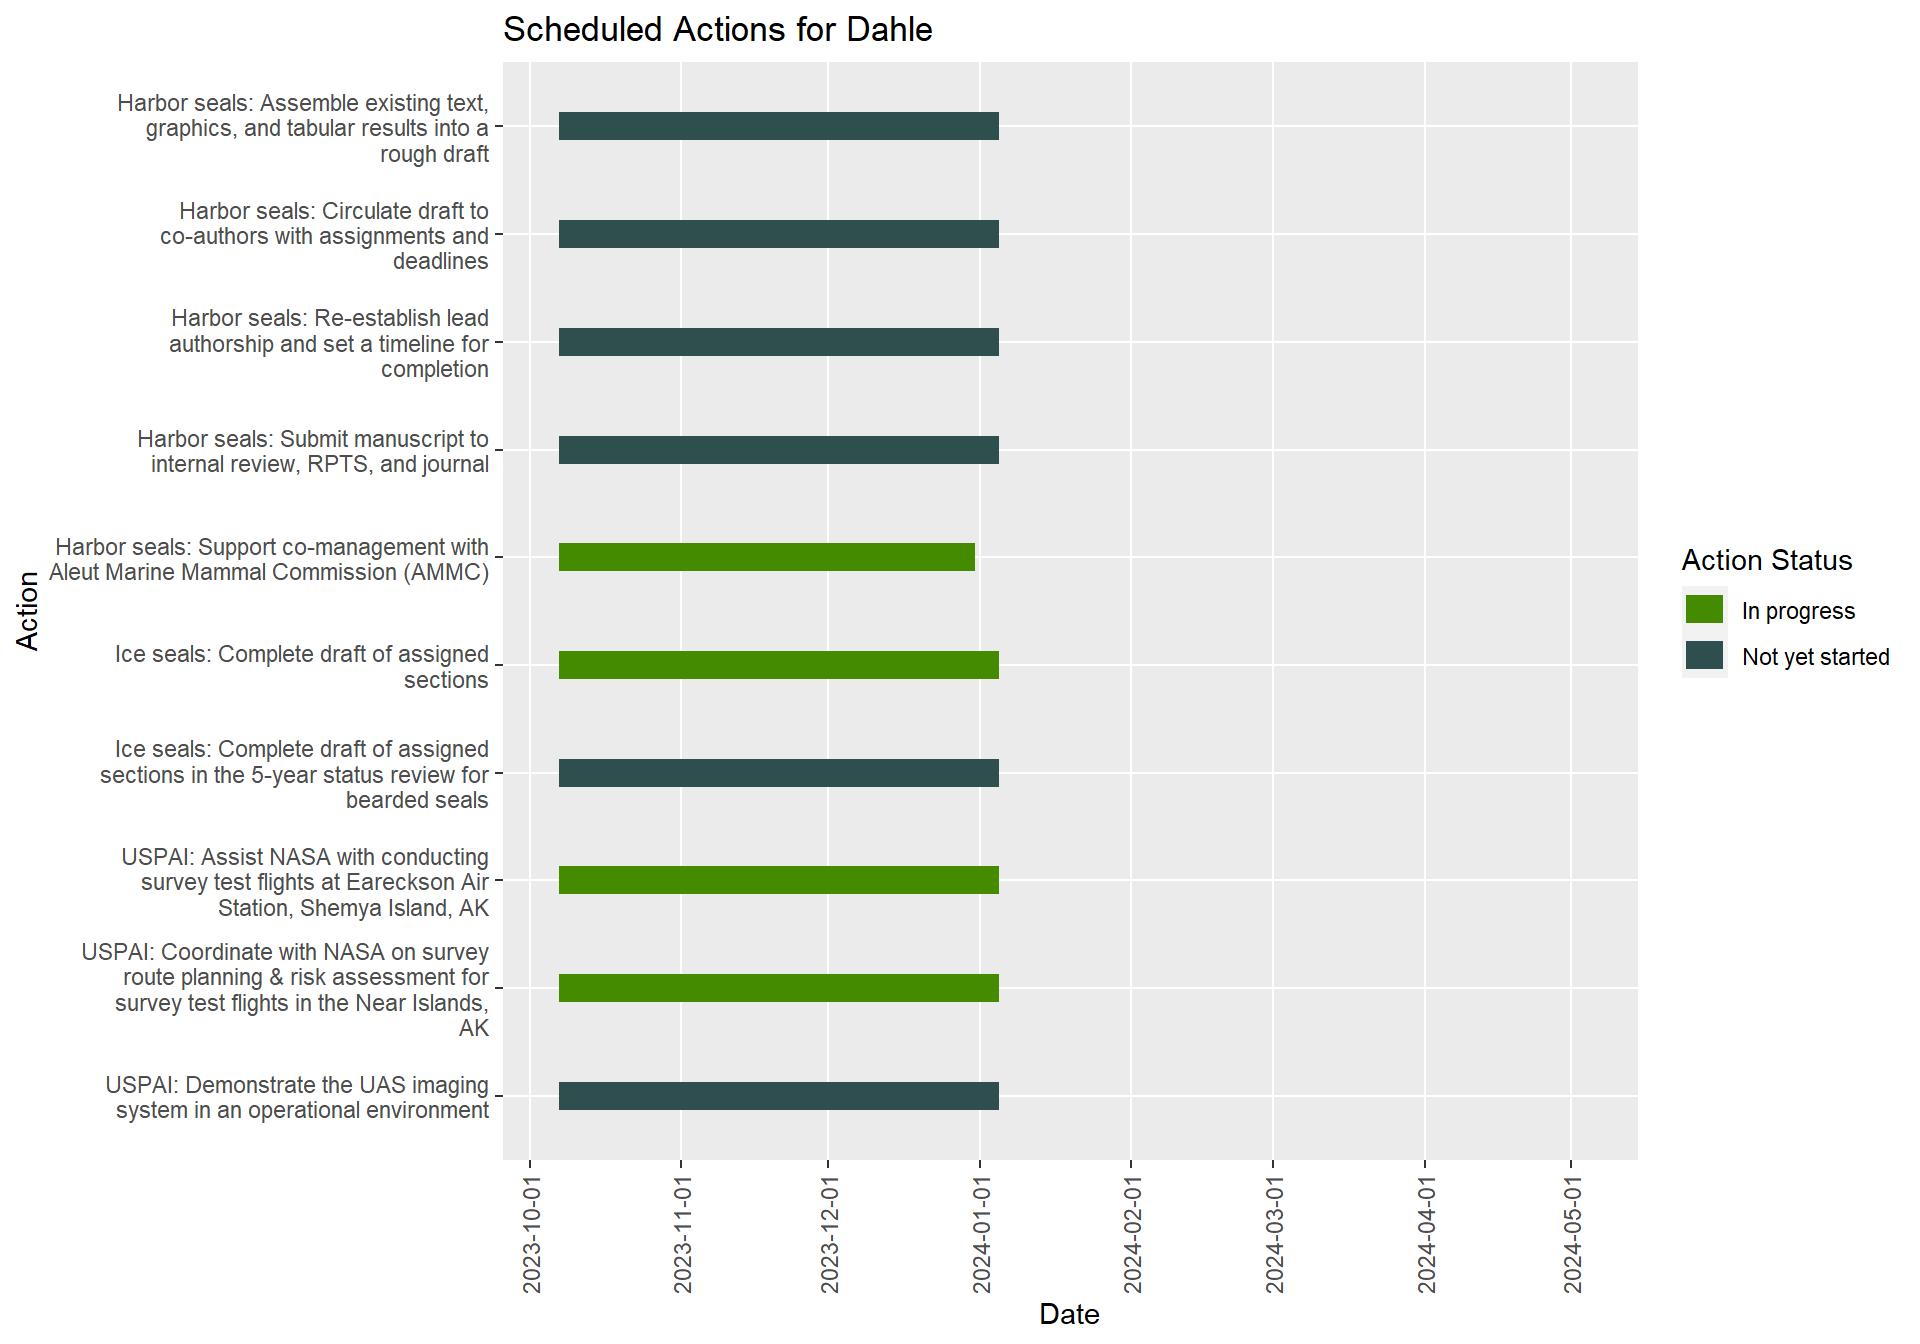 Scheduled Actions for Dahle
Harbor seals: Assemble existing text,
graphics, and tabular results into a
rough draft
Harbor seals: Circulate draft to
co-authors with assignments and
deadlines
Harbor seals: Re-establish lead
authorship and set a timeline for
completion
Harbor seals: Submit manuscript to
internal review, RPTS, and journal
Harbor seals: Support co-management with
Aleut Marine Mammal Commission (AMMC)
Ice seals: Complete draft of assigned
sections
Ice seals: Complete draft of assigned
sections in the 5-year status review for
bearded seals
USPAI: Assist NASA with conducting
survey test flights at Eareckson Air
Station, Shemya Island, AK
USPAI: Coordinate with NASA on survey
route planning & risk assessment for
survey test flights in the Near Islands,
AK
USPAI: Demonstrate the UAS imaging
system in an operational environment
Action
2023-10-01
2023-11-01
2023-12-01
2024-01-01
2024-02-01
2024-03-01
2024-04-01
2024-05-01
Date
Action Status
In progress
Not yet started